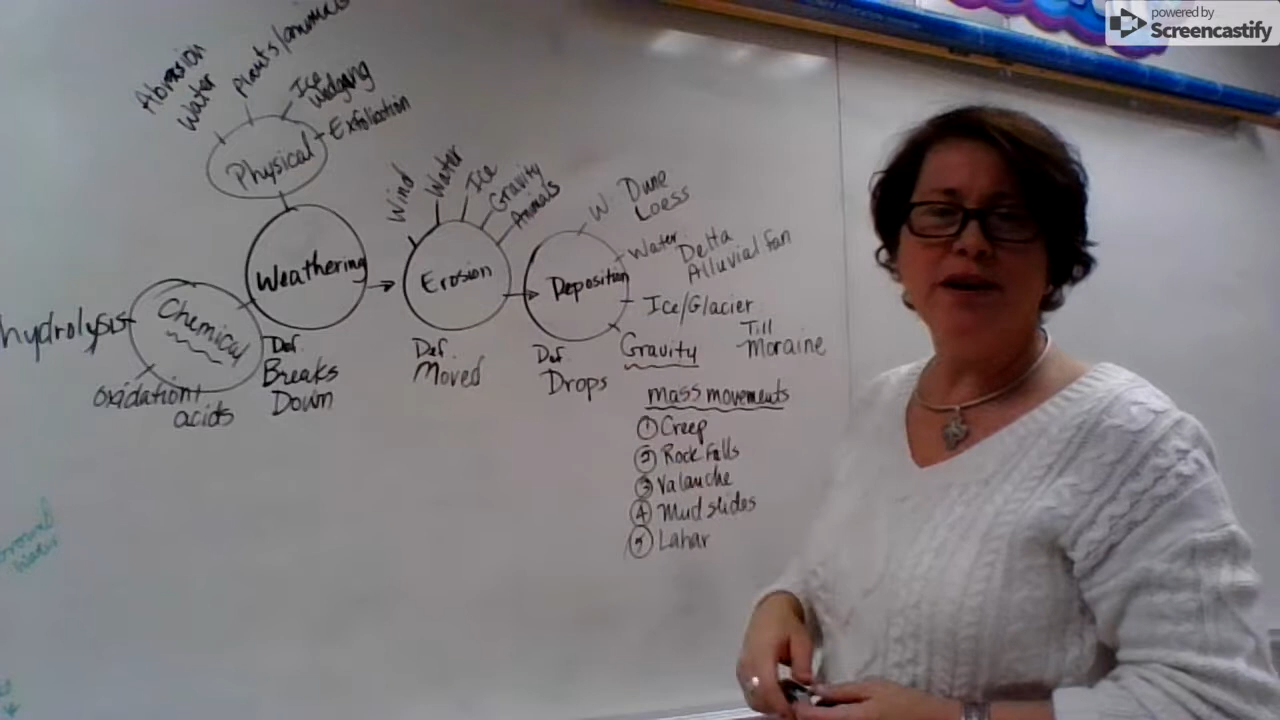 powered by
Screencastify
Abrasion
Water
Plants/animals
Ice
Wedging
Exfoliation
Physical
Weathering
Def.
Breaks
Down
Chemical
hydrolysis
oxidation+
acids
Wind
Water
Ice
Gravity
Animals
Erosion
Def.
Moved
Deposition
Def.
Drops
W Dune
Loess
Water Delta
Alluvial fan
Ice/Glacier
Till
Moraine
Gravity
mass movements
① Creep
② Rock Falls
③ Valanche
④ Mudslides
⑤ Lahar
Water